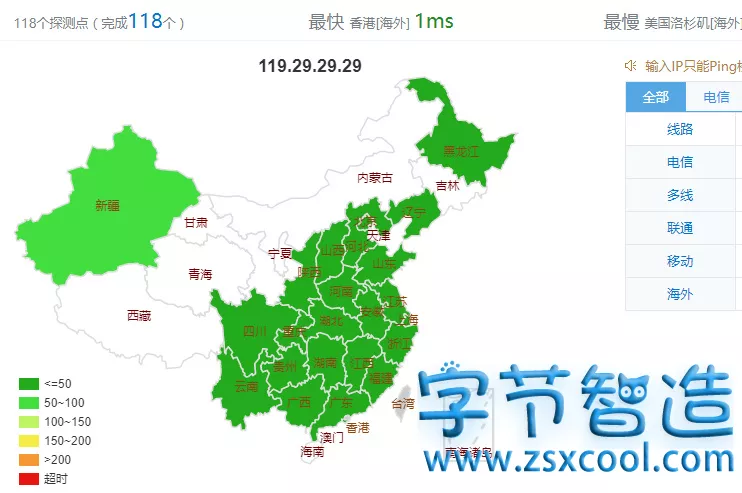 118个探测点（完成118个）
最快 香港[海外] 1ms
最慢 美国洛杉矶[海外]
119.29.29.29
输入IP只能Ping
全部
电信
线路
电信
多线
联通
移动
海外
黑龙江
内蒙古
吉林
新疆
辽宁
甘肃
北京
天津
宁夏
山西
河北
青海
陕西
山东
河南
西藏
江苏
安徽
上海
四川
重庆
湖北
浙江
贵州
湖南
江西
云南
福建
广西
广东
台湾
香港
澳门
海南
南海诸岛
<=50
50~100
100~150
150~200
>200
超时
字节智造
www.zsxcool.com